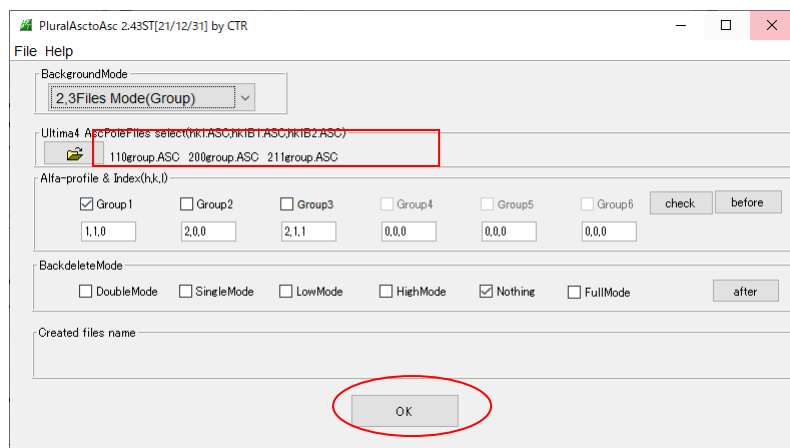 PluralAsctoAsc 2.43ST[21/12/31] by CTR
File Help
BackgroundMode
2,3Files Mode(Group)
Ultima4 AscPoleFiles select(hkl.ASC,hklB1.ASC,hklB2.ASC)
110group.ASC 200group.ASC 211group.ASC
Alfa-profile & Index(h,k,l)
Group1 Group2 Group3 Group4 Group5 Group6 check before
1,1,0 2,0,0 2,1,1 0,0,0 0,0,0 0,0,0
BackdeleteMode
DoubleMode SingleMode LowMode HighMode Nothing FullMode after
Created files name
OK